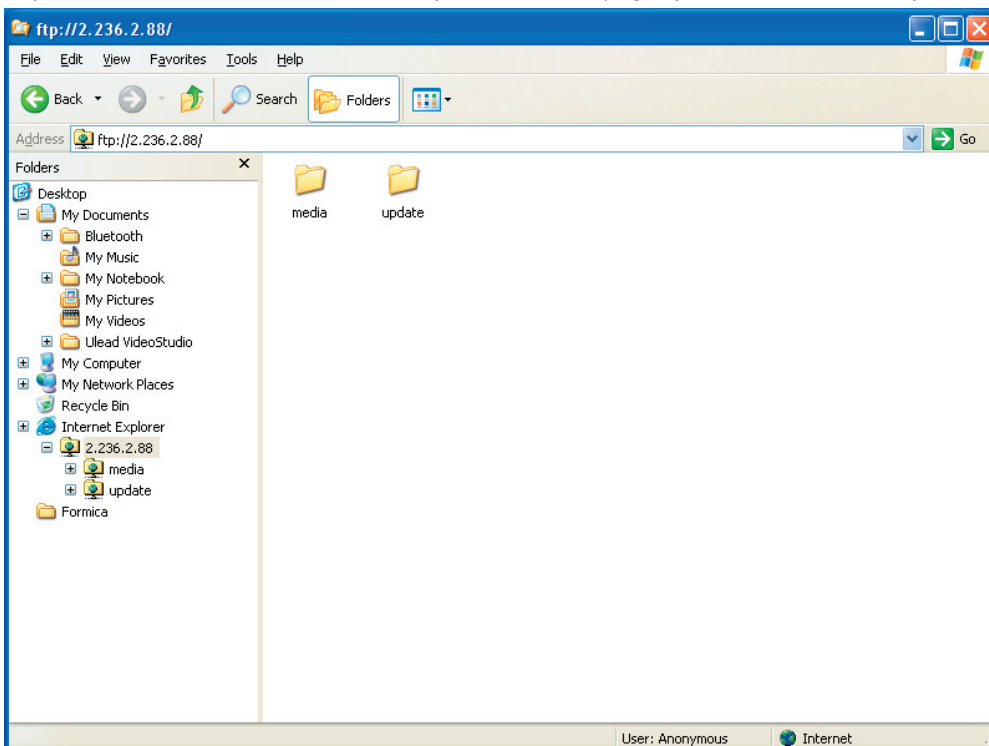 ftp://2.236.2.88/
File Edit View Favorites Tools Help
Back Search Folders
Address ftp://2.236.2.88/ Go
Folders x
Desktop
My Documents
Bluetooth
My Music
My Notebook
My Pictures
My Videos
Ulead VideoStudio
My Computer
My Network Places
Recycle Bin
Internet Explorer
2.236.2.88
media
update
Formica
media update
User: Anonymous Internet